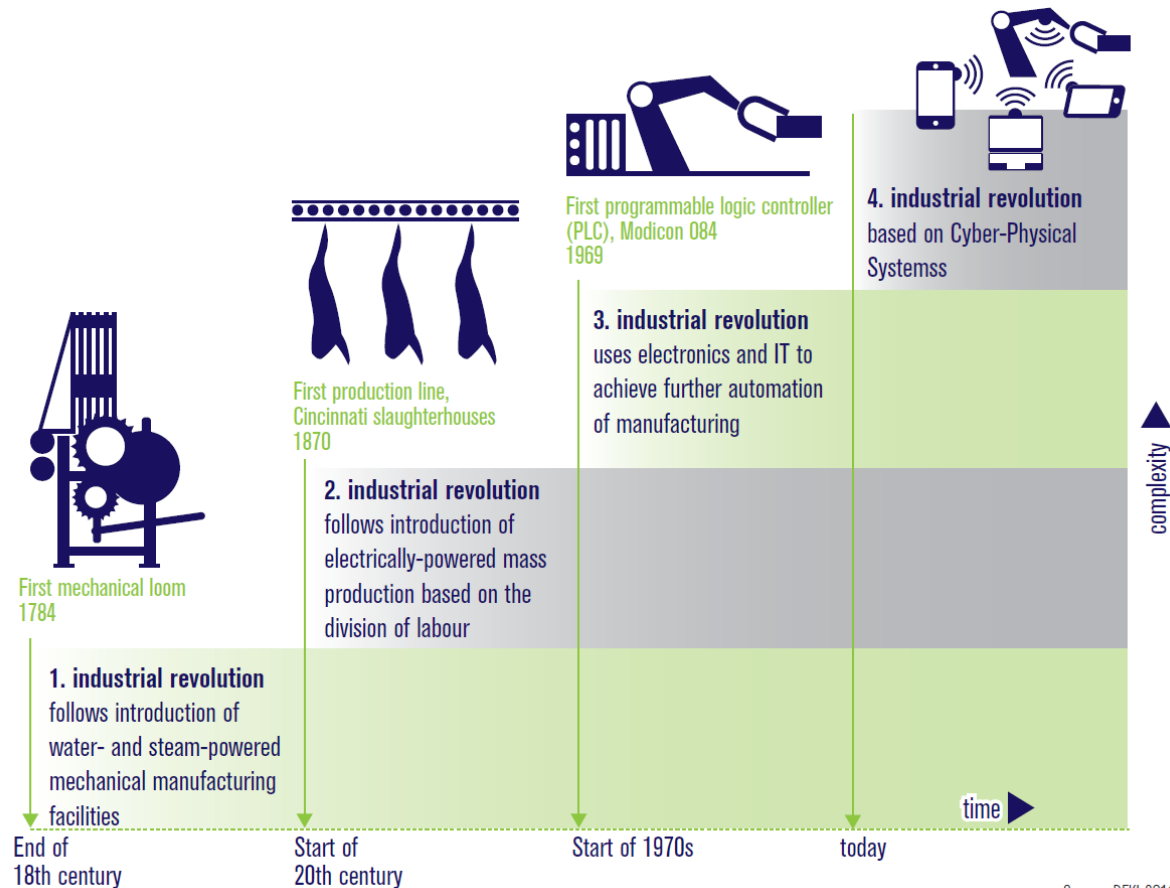 First programmable logic controller
(PLC), Modicon 084
1969
4. industrial revolution
based on Cyber-Physical
Systemss
3. industrial revolution
uses electronics and IT to
achieve further automation
of manufacturing
First production line,
Cincinnati slaughterhouses
1870
2. industrial revolution
follows introduction of
electrically-powered mass
production based on the
division of labour
First mechanical loom
1784
1. industrial revolution
follows introduction of
water- and steam-powered
mechanical manufacturing
facilities
complexity
time
End of
18th century
Start of
20th century
Start of 1970s
today